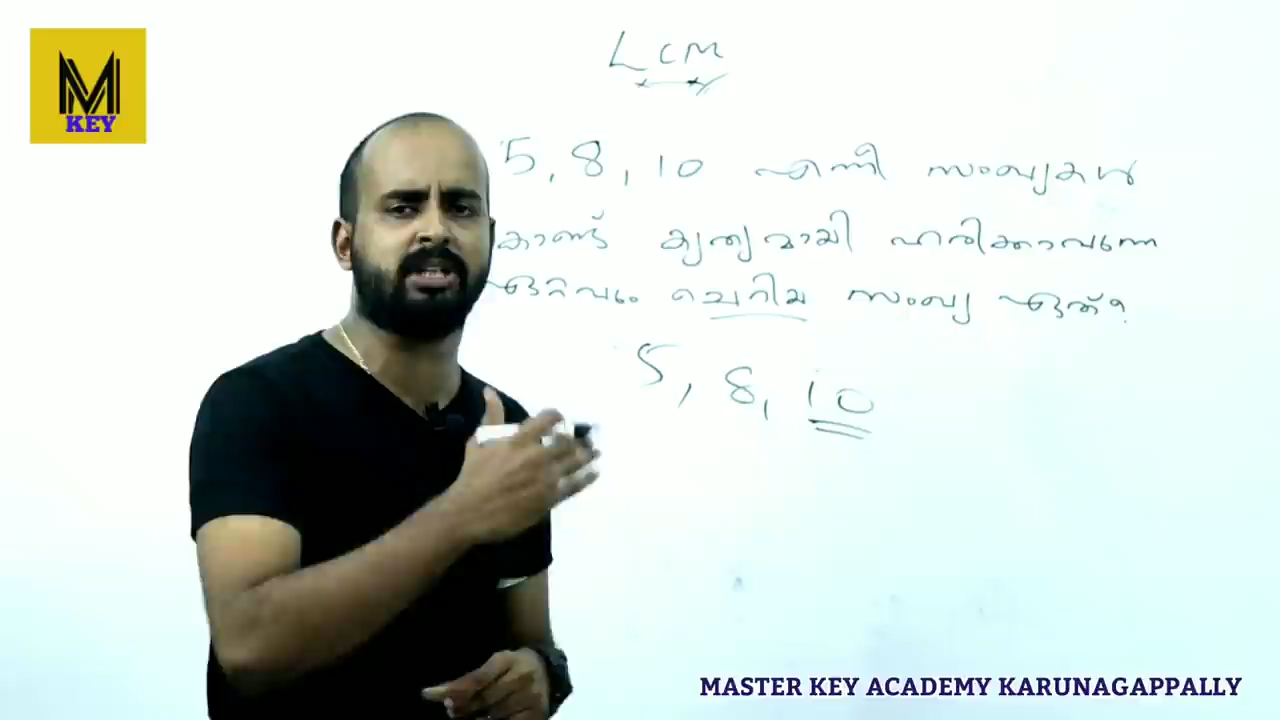 M
KEY
LCM
5, 8, 10 എന്നീ സംഖ്യകൾ
കൊണ്ട് കൃത്യമായി ഹരിക്കാവുന്ന
ഏറ്റവും ചെറിയ സംഖ്യ ഏത്?
5, 8, 10
MASTER KEY ACADEMY KARUNAGAPPALLY